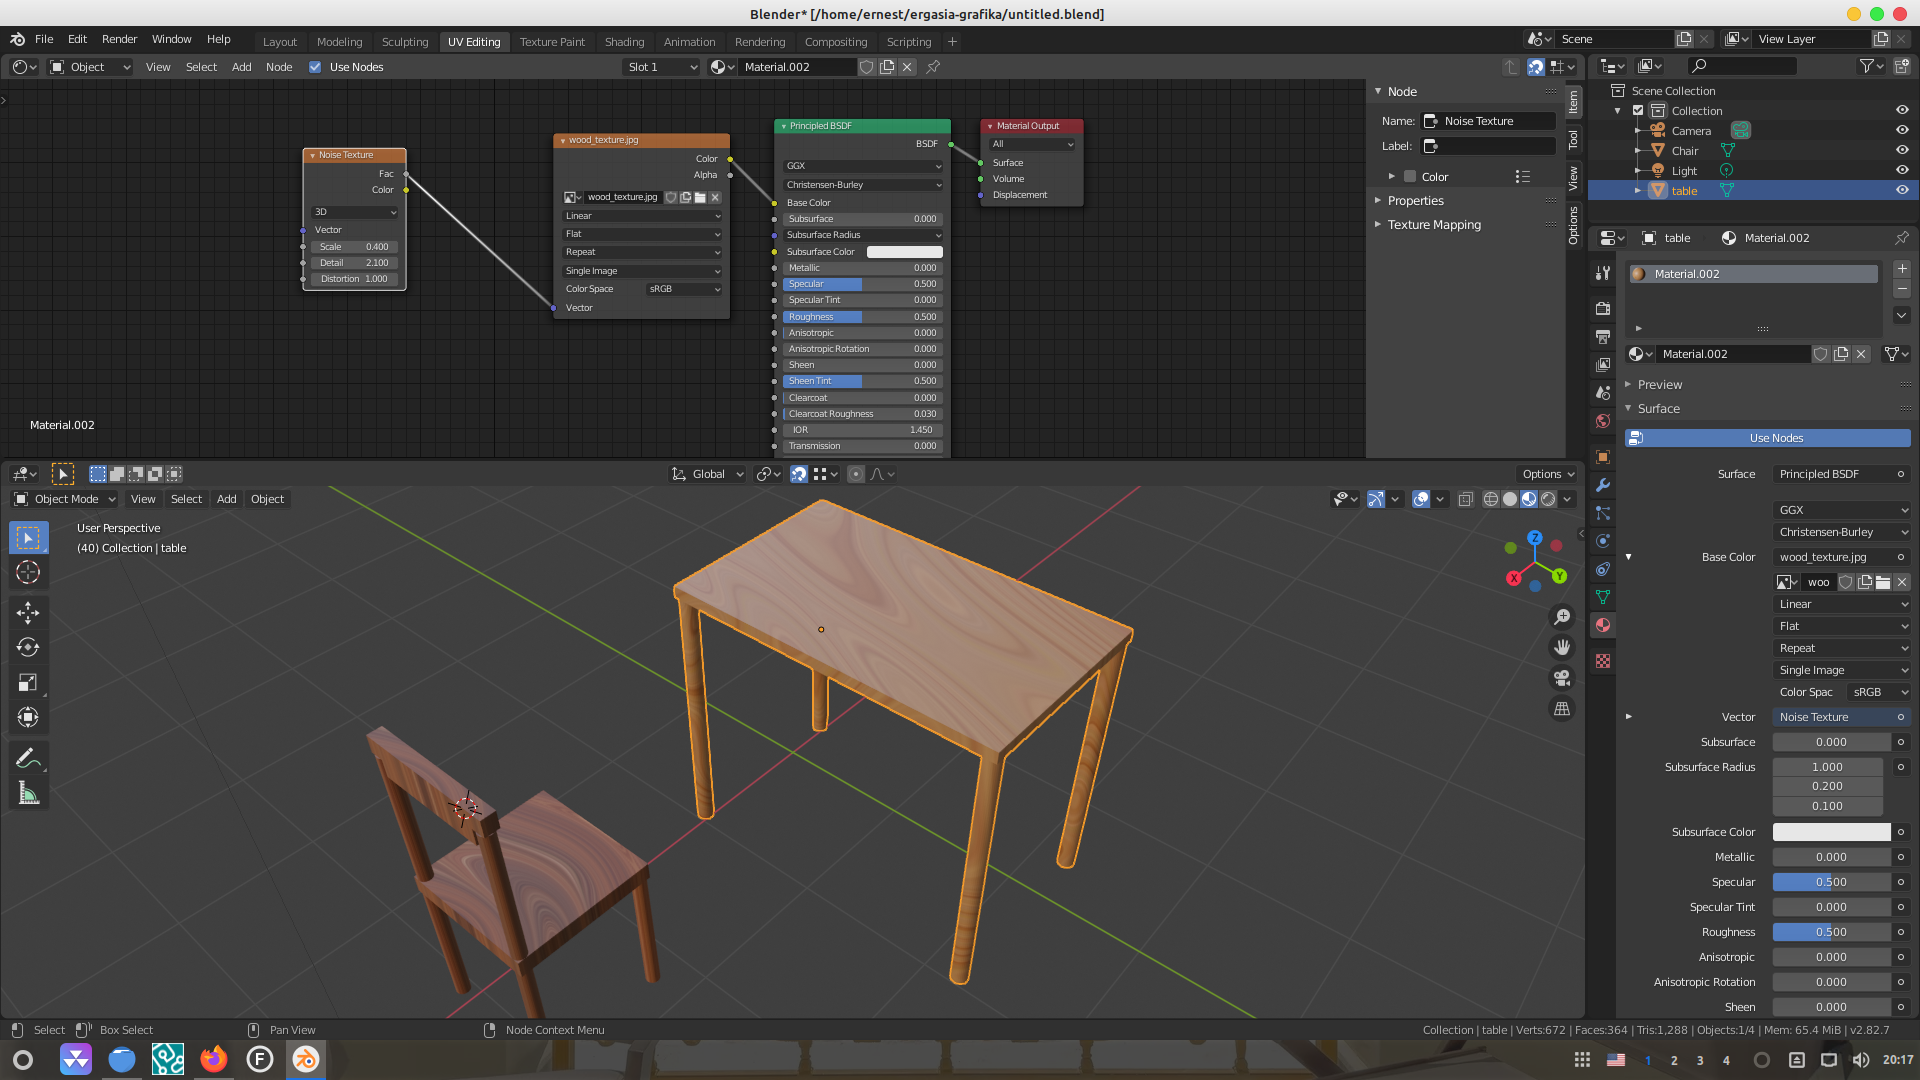 Blender* [/home/ernest/ergasia-grafika/untitled.blend]
File Edit Render Window Help Layout Modeling Sculpting UV Editing Texture Paint Shading Animation Rendering Compositing Scripting + Scene View Layer
Object View Select Add Node Use Nodes Slot 1 Material.002
Noise Texture
Fac
Color
3D
Vector
Scale 0.400
Detail 2.100
Distortion 1.000
wood_texture.jpg
Color
Alpha
wood_texture.jpg
Linear
Flat
Repeat
Single Image
Color Space sRGB
Vector
Principled BSDF
BSDF
GGX
Christensen-Burley
Base Color
Subsurface 0.000
Subsurface Radius
Subsurface Color
Metallic 0.000
Specular 0.500
Specular Tint 0.000
Roughness 0.500
Anisotropic 0.000
Anisotropic Rotation 0.000
Sheen 0.000
Sheen Tint 0.500
Clearcoat 0.000
Clearcoat Roughness 0.030
IOR 1.450
Transmission 0.000
Material Output
All
Surface
Volume
Displacement
Material.002
Node
Name: Noise Texture
Label:
Color
Properties
Texture Mapping
Item
Tool
View
Options
Scene Collection
Collection
Camera
Chair
Light
table
table Material.002
Material.002
Material.002
Preview
Surface
Use Nodes
Surface Principled BSDF
GGX
Christensen-Burley
Base Color wood_texture.jpg
woo
Linear
Flat
Repeat
Single Image
Color Spac sRGB
Vector Noise Texture
Subsurface 0.000
Subsurface Radius 1.000
0.200
0.100
Subsurface Color
Metallic 0.000
Specular 0.500
Specular Tint 0.000
Roughness 0.500
Anisotropic 0.000
Anisotropic Rotation 0.000
Sheen 0.000
Global Options
Object Mode View Select Add Object
User Perspective
(40) Collection | table
Z
X
Y
Select Box Select Pan View Node Context Menu Collection | table | Verts:672 | Faces:364 | Tris:1,288 | Objects:1/4 | Mem: 65.4 MiB | v2.82.7
F 1 2 3 4 20:17